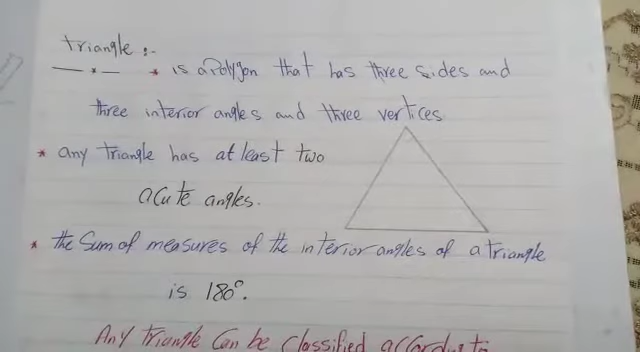 triangle :-
* is a Polygon that has three sides and
three interior angles and three vertices
* any triangle has at least two
acute angles.
* the Sum of measures of the interior angles of a triangle
is 180°.
Any triangle Can be classified according to